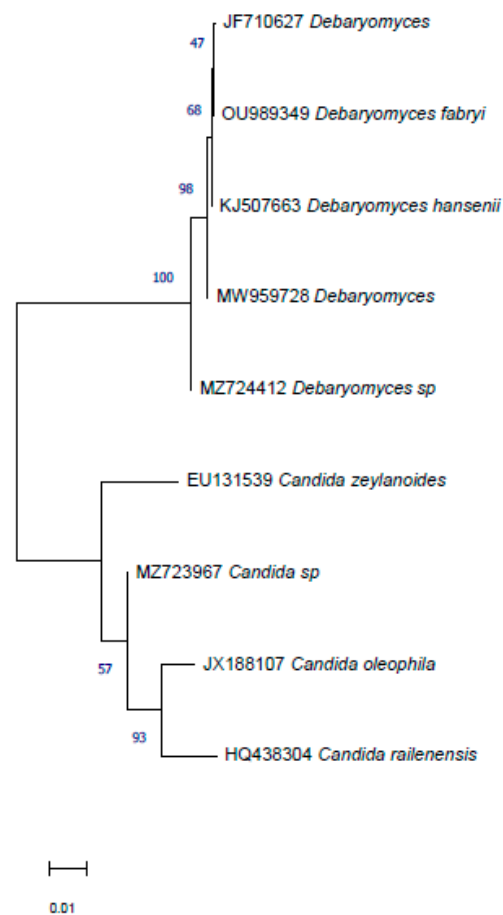 JF710627 Debaryomyces
47
68
OU989349 Debaryomyces fabryi
98
KJ507663 Debaryomyces hansenii
100
MW959728 Debaryomyces
MZ724412 Debaryomyces sp
EU131539 Candida zeylanoides
MZ723967 Candida sp
57
JX188107 Candida oleophila
93
HQ438304 Candida railenensis
0.01